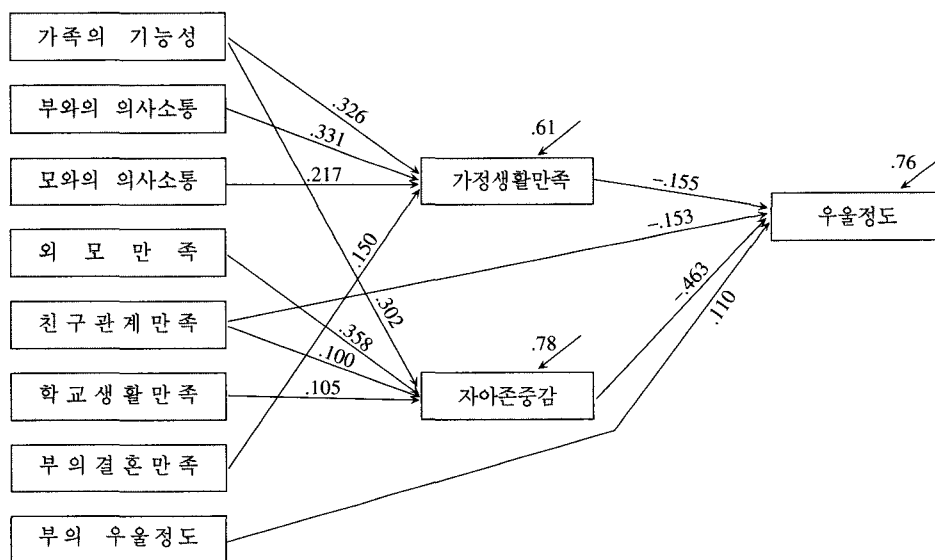 가족의 기능성
부와의 의사소통
모와의 의사소통
외 모 만 족
친구관계만족
학교생활만족
부의결혼만족
부의 우울정도
.326
.331
.217
.150
.302
.358
.100
.105
.61
가정생활만족
.78
자아존중감
-.155
-.153
-.463
.110
.76
우울정도